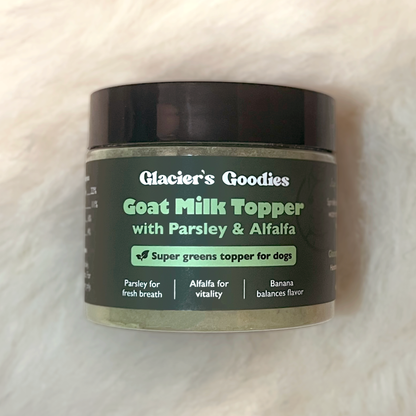 Glacier's Goodies
Goat Milk Topper
with Parsley & Alfalfa
Super greens topper for dogs
Parsley for
fresh breath
Alfalfa for
vitality
Banana
balances flavor